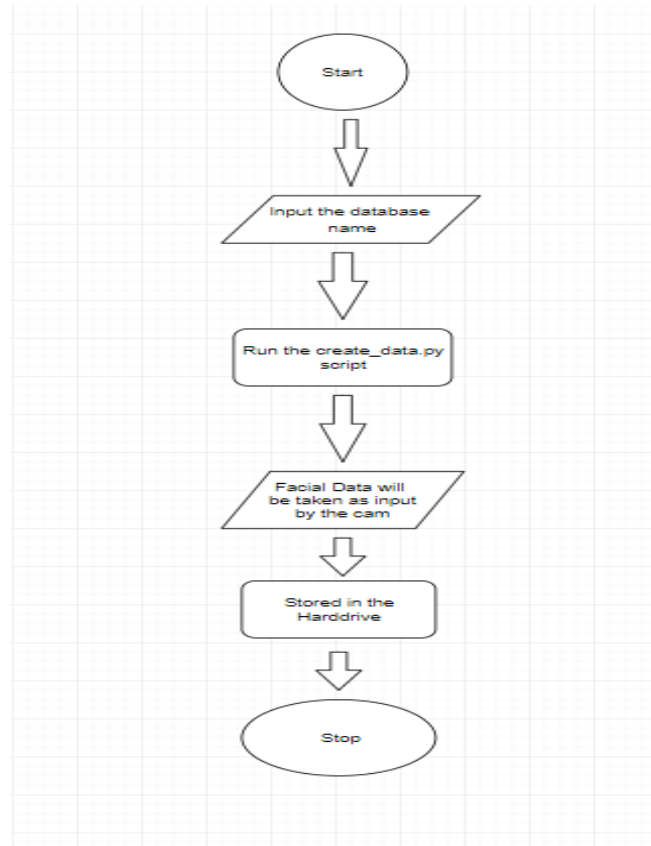 Start
Input the database
name
Run the create_data.py
script
Facial Data will
be taken as input
by the cam
Stored in the
Harddrive
Stop